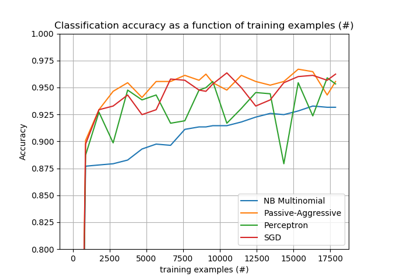 Classification accuracy as a function of training examples (#)
1.000
0.975
0.950
0.925
0.900
0.875
0.850
0.825
0.800
Accuracy
NB Multinomial
Passive-Aggressive
Perceptron
SGD
0 2500 5000 7500 10000 12500 15000 17500
training examples (#)